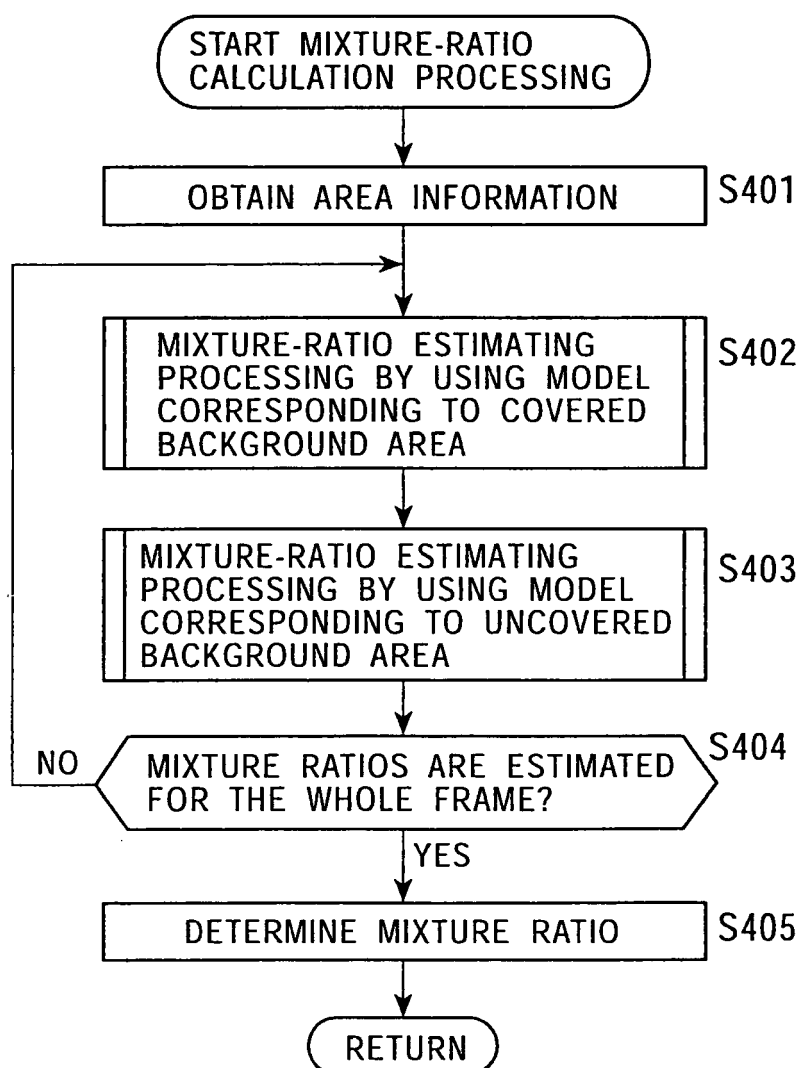 START MIXTURE-RATIO
CALCULATION PROCESSING
OBTAIN AREA INFORMATION
S401
MIXTURE-RATIO ESTIMATING
PROCESSING BY USING MODEL
CORRESPONDING TO COVERED
BACKGROUND AREA
S402
MIXTURE-RATIO ESTIMATING
PROCESSING BY USING MODEL
CORRESPONDING TO UNCOVERED
BACKGROUND AREA
S403
MIXTURE RATIOS ARE ESTIMATED
FOR THE WHOLE FRAME?
S404
NO
YES
DETERMINE MIXTURE RATIO
S405
RETURN